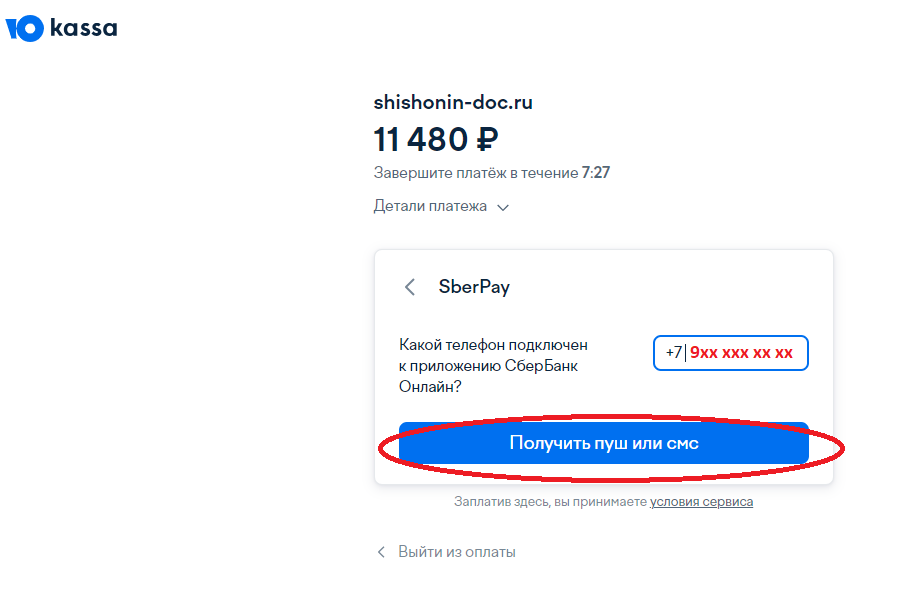 Ю kassa
shishonin-doc.ru
11 480 ₽
Завершите платёж в течение 7:27
Детали платежа
SberPay
Какой телефон подключен
к приложению СберБанк
Онлайн?
+7 9xx xxx xx xx
Получить пуш или смс
Заплатив здесь, вы принимаете условия сервиса
Выйти из оплаты